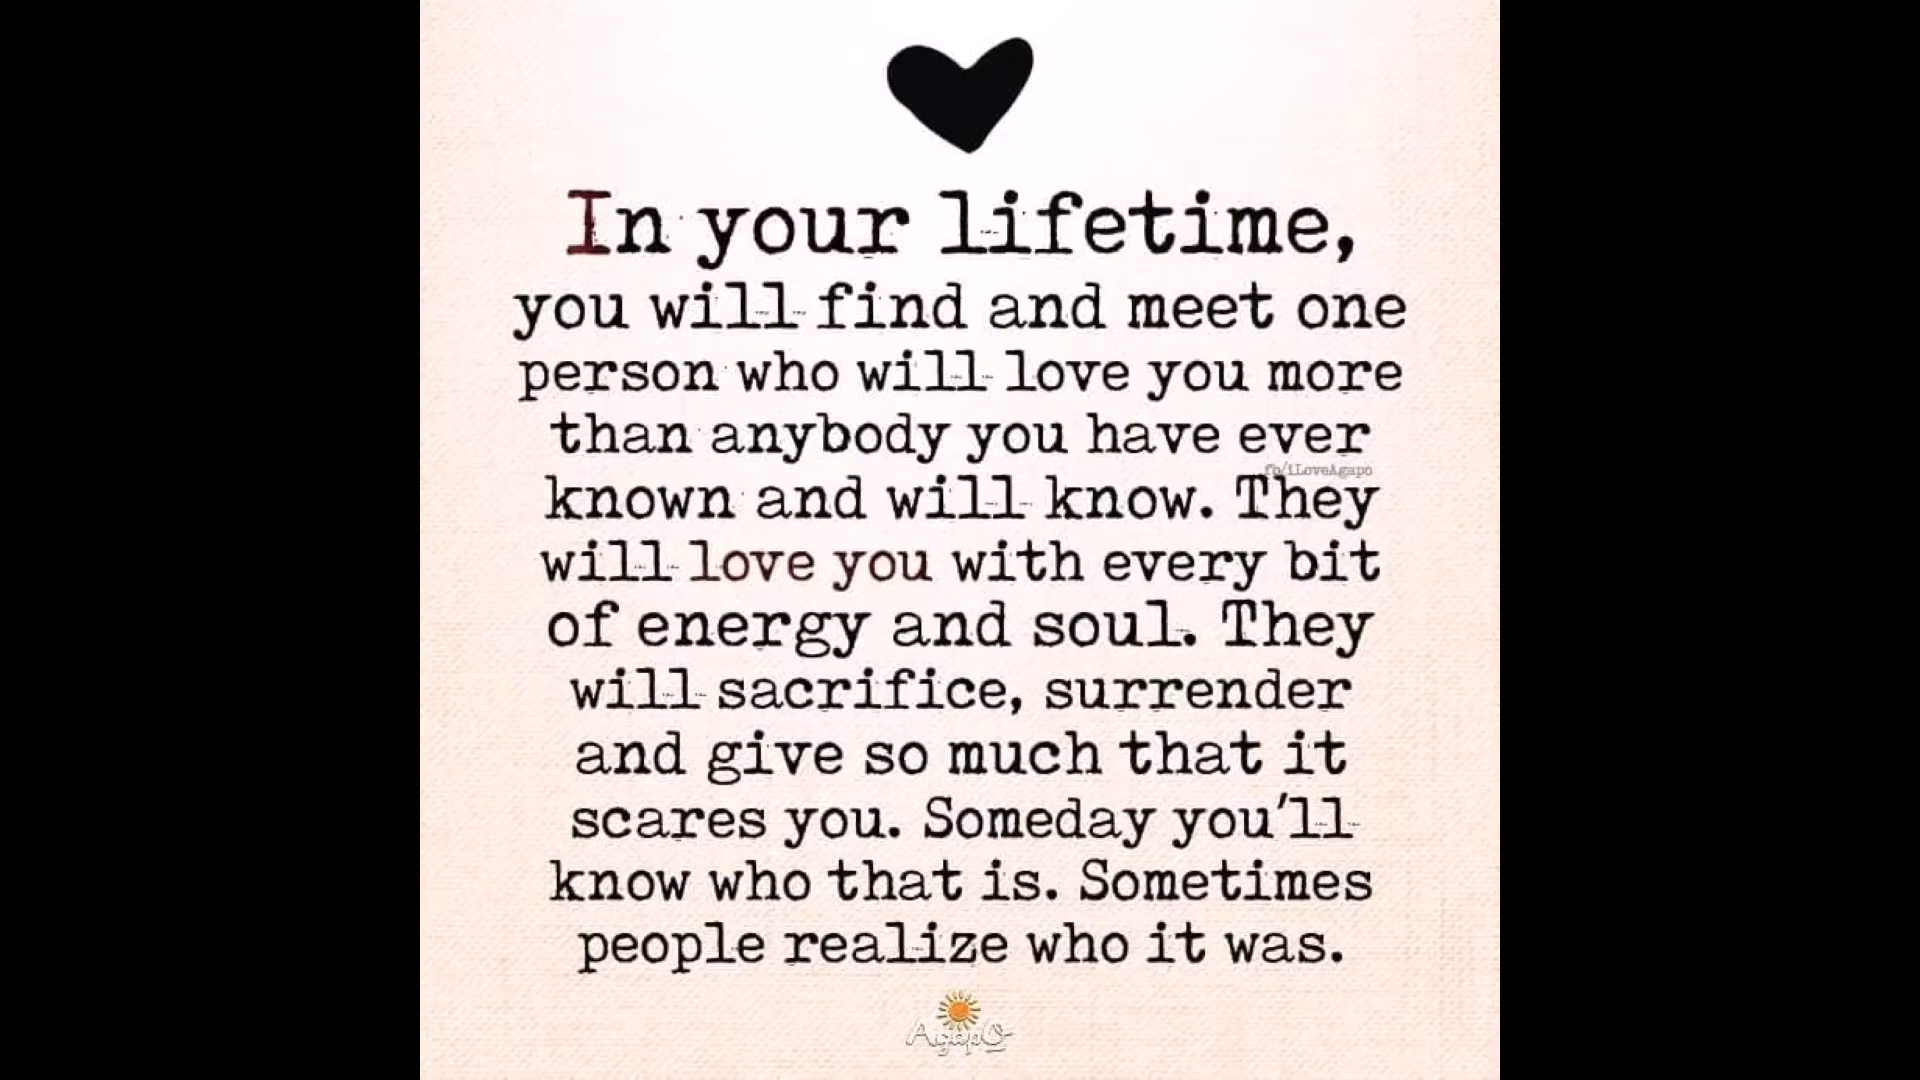 In your lifetime,
you will find and meet one
person who will love you more
than anybody you have ever
fb/iLoveAgapo
known and will know. They
will love you with every bit
of energy and soul. They
will sacrifice, surrender
and give so much that it
scares you. Someday you'll
know who that is. Sometimes
people realize who it was.
AgapO